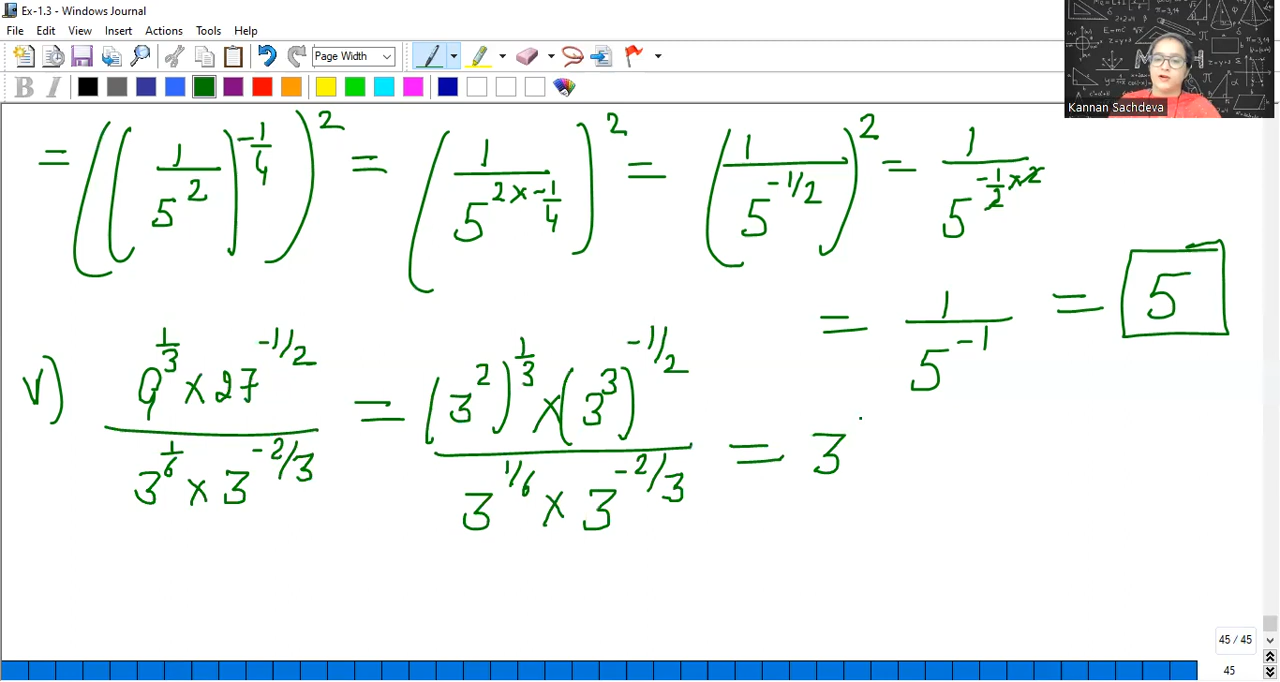 Ex-1.3 - Windows Journal
File Edit View Insert Actions Tools Help
Page Width
B I
Kannan Sachdeva
= ((1/5^2)^{-1/4})^2 = (1/5^{2×-1/4})^2 = (1/5^{-1/2})^2 = 1/5^{-1/2×2}
= 1/5^{-1} = 5
v) (9^{1/3} × 27^{-1/2})/(3^{1/6} × 3^{-2/3}) = ((3^2)^{1/3} × (3^3)^{-1/2})/(3^{1/6} × 3^{-2/3}) = 3
45 / 45
45